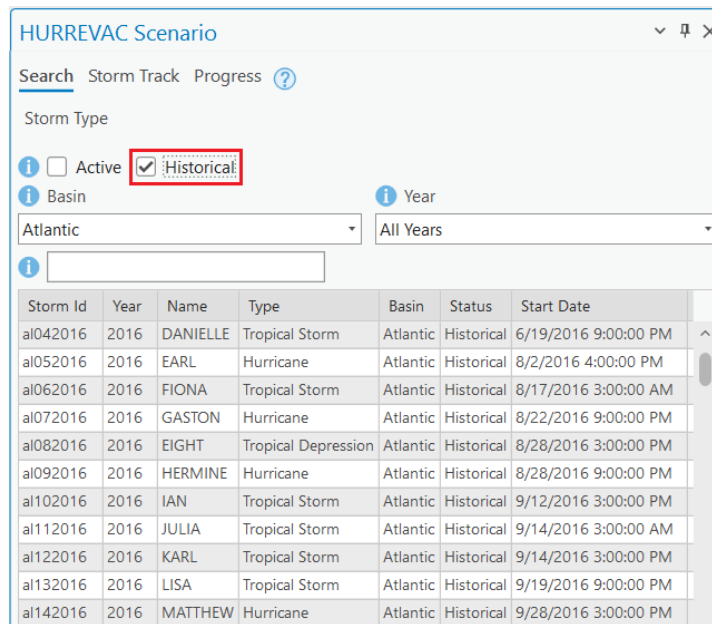 HURREVAC Scenario
Search Storm Track Progress ?
Storm Type
i Active Historical
i Basin i Year
Atlantic All Years
i
Storm Id Year Name Type Basin Status Start Date
al042016 2016 DANIELLE Tropical Storm Atlantic Historical 6/19/2016 9:00:00 PM
al052016 2016 EARL Hurricane Atlantic Historical 8/2/2016 4:00:00 PM
al062016 2016 FIONA Tropical Storm Atlantic Historical 8/17/2016 3:00:00 AM
al072016 2016 GASTON Hurricane Atlantic Historical 8/22/2016 9:00:00 PM
al082016 2016 EIGHT Tropical Depression Atlantic Historical 8/28/2016 3:00:00 PM
al092016 2016 HERMINE Hurricane Atlantic Historical 8/28/2016 9:00:00 PM
al102016 2016 IAN Tropical Storm Atlantic Historical 9/12/2016 3:00:00 PM
al112016 2016 JULIA Tropical Storm Atlantic Historical 9/14/2016 3:00:00 AM
al122016 2016 KARL Tropical Storm Atlantic Historical 9/14/2016 3:00:00 PM
al132016 2016 LISA Tropical Storm Atlantic Historical 9/19/2016 9:00:00 PM
al142016 2016 MATTHEW Hurricane Atlantic Historical 9/28/2016 3:00:00 PM